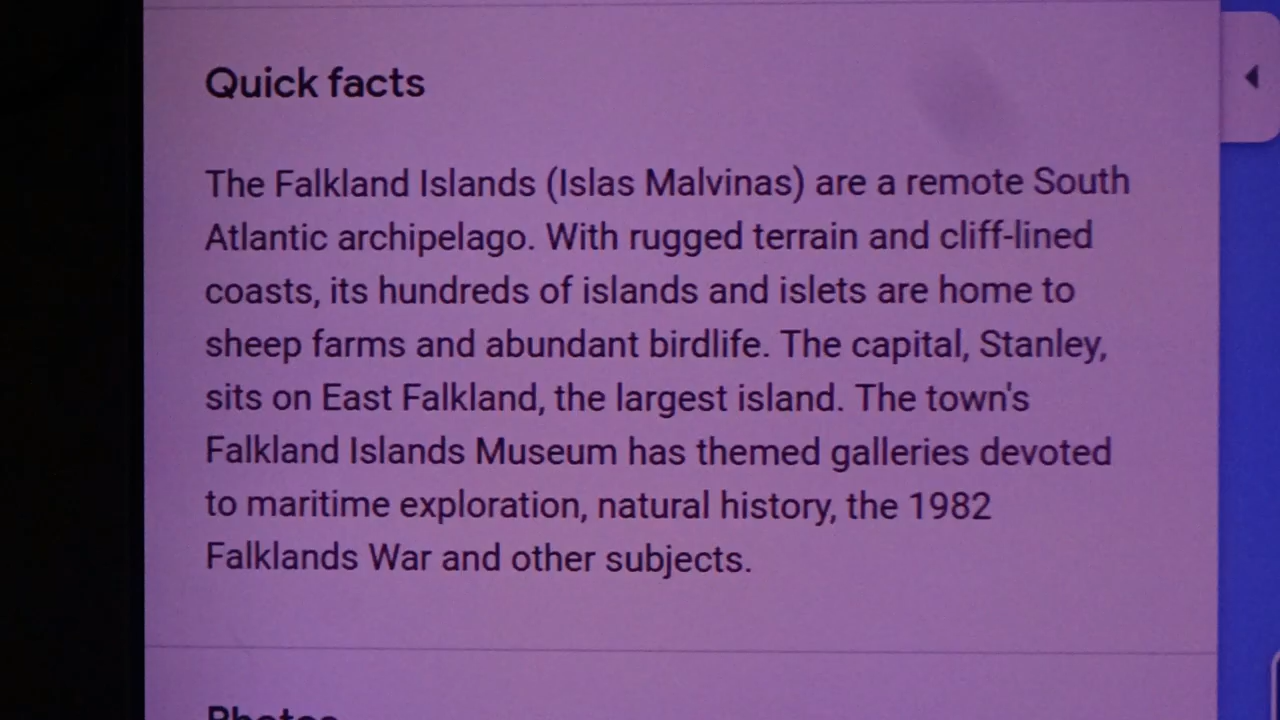 Quick facts
The Falkland Islands (Islas Malvinas) are a remote South
Atlantic archipelago. With rugged terrain and cliff-lined
coasts, its hundreds of islands and islets are home to
sheep farms and abundant birdlife. The capital, Stanley,
sits on East Falkland, the largest island. The town's
Falkland Islands Museum has themed galleries devoted
to maritime exploration, natural history, the 1982
Falklands War and other subjects.
Photos